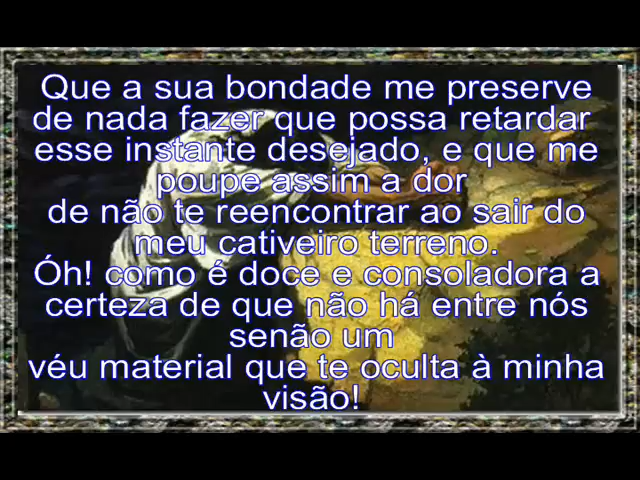 Que a sua bondade me preserve
de nada fazer que possa retardar
esse instante desejado, e que me
poupe assim a dor
de não te reencontrar ao sair do
meu cativeiro terreno.
Óh! como é doce e consoladora a
certeza de que não há entre nós
senão um
véu material que te oculta à minha
visão!